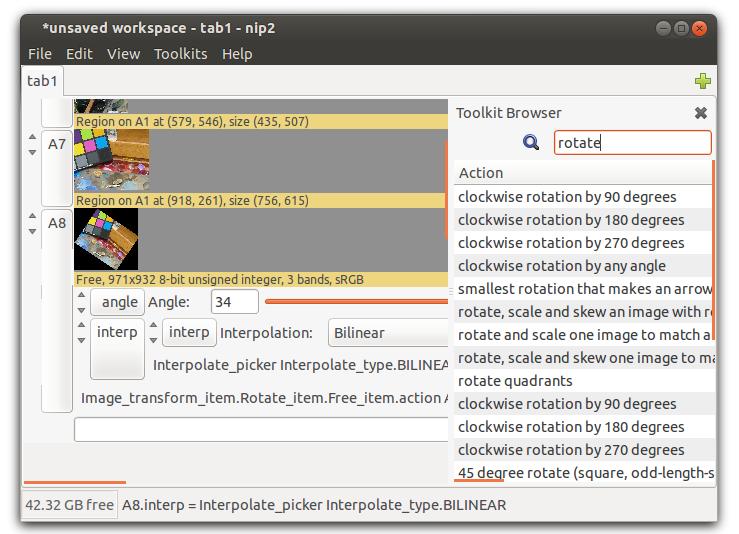 *unsaved workspace - tab1 - nip2
File Edit View Toolkits Help
tab1
Region on A1 at (579, 546), size (435, 507)
A7
Region on A1 at (918, 261), size (756, 615)
A8
Free, 971x932 8-bit unsigned integer, 3 bands, sRGB
angle Angle: 34
interp interp Interpolation: Bilinear
Interpolate_picker Interpolate_type.BILINEA
Image_transform_item.Rotate_item.Free_item.action A
Toolkit Browser
rotate
Action
clockwise rotation by 90 degrees
clockwise rotation by 180 degrees
clockwise rotation by 270 degrees
clockwise rotation by any angle
smallest rotation that makes an arrow
rotate, scale and skew an image with r
rotate and scale one image to match a
rotate, scale and skew one image to ma
rotate quadrants
clockwise rotation by 90 degrees
clockwise rotation by 180 degrees
clockwise rotation by 270 degrees
45 degree rotate (square, odd-length-s
42.32 GB free A8.interp = Interpolate_picker Interpolate_type.BILINEAR